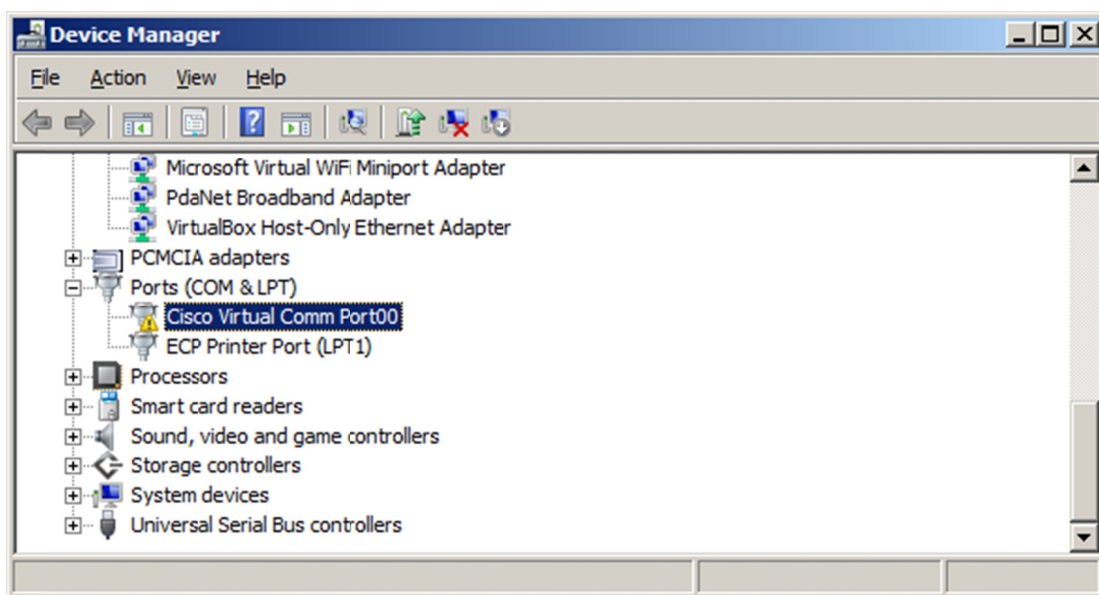 Device Manager
File Action View Help
Microsoft Virtual WiFi Miniport Adapter
PdaNet Broadband Adapter
VirtualBox Host-Only Ethernet Adapter
PCMCIA adapters
Ports (COM & LPT)
Cisco Virtual Comm Port00
ECP Printer Port (LPT1)
Processors
Smart card readers
Sound, video and game controllers
Storage controllers
System devices
Universal Serial Bus controllers